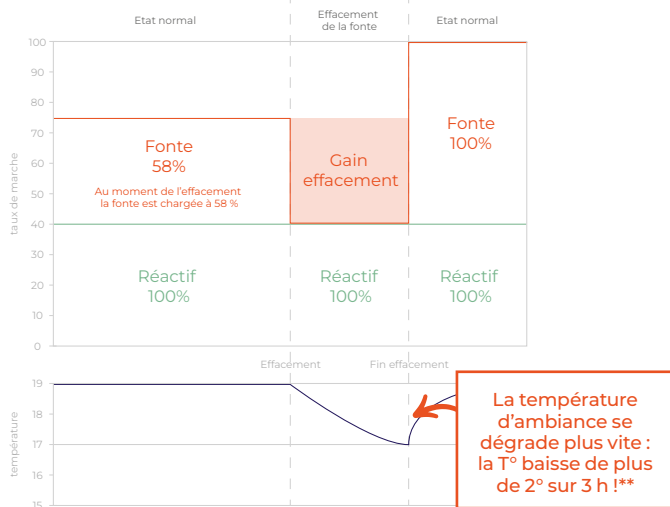 Etat normal
Effacement
de la fonte
Etat normal
100
90
80
70
60
50
40
30
20
10
0
taux de marche
Fonte
58%
Au moment de l'effacement
la fonte est chargée à 58 %
Gain
effacement
Fonte
100%
Réactif
100%
Réactif
100%
Réactif
100%
Effacement
Fin effacement
19
18
17
16
15
température
La température
d'ambiance se
dégrade plus vite :
la T° baisse de plus
de 2° sur 3 h !**